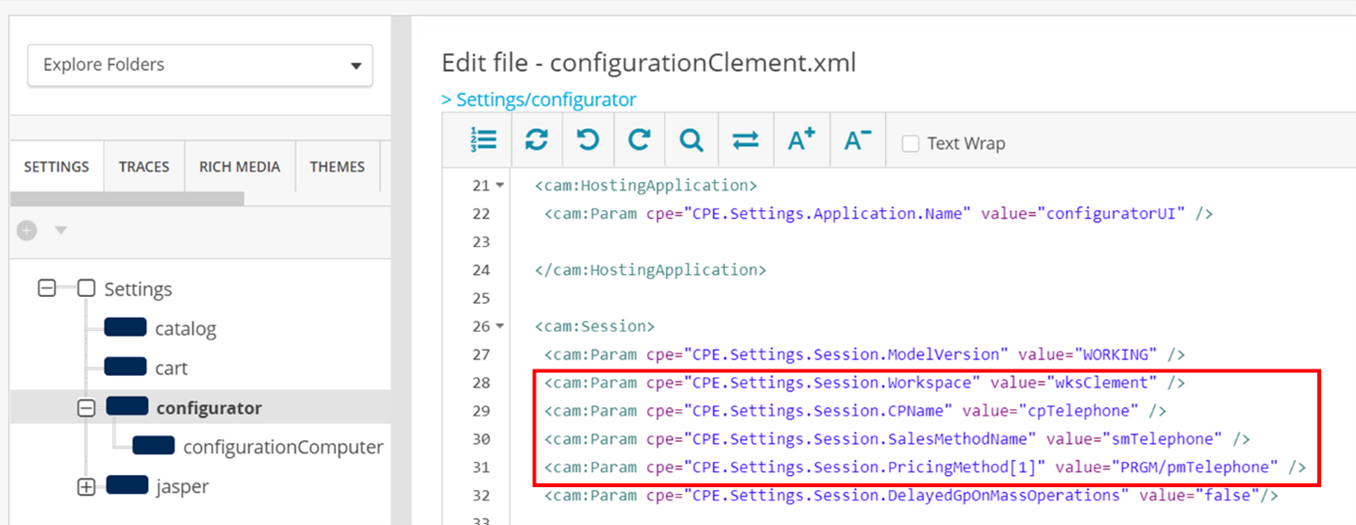 Explore Folders
SETTINGS
TRACES
RICH MEDIA
THEMES
Settings
catalog
cart
configurator
configurationComputer
jasper
Edit file - configurationClement.xml
> Settings/configurator
Text Wrap
21 <cam:HostingApplication>
22 <cam:Param cpe="CPE.Settings.Application.Name" value="configuratorUI" />
23
24 </cam:HostingApplication>
25
26 <cam:Session>
27 <cam:Param cpe="CPE.Settings.Session.ModelVersion" value="WORKING" />
28 <cam:Param cpe="CPE.Settings.Session.Workspace" value="wksClement" />
29 <cam:Param cpe="CPE.Settings.Session.CPName" value="cpTelephone" />
30 <cam:Param cpe="CPE.Settings.Session.SalesMethodName" value="smTelephone" />
31 <cam:Param cpe="CPE.Settings.Session.PricingMethod[1]" value="PRGM/pmTelephone" />
32 <cam:Param cpe="CPE.Settings.Session.DelayedGpOnMassOperations" value="false"/>
33